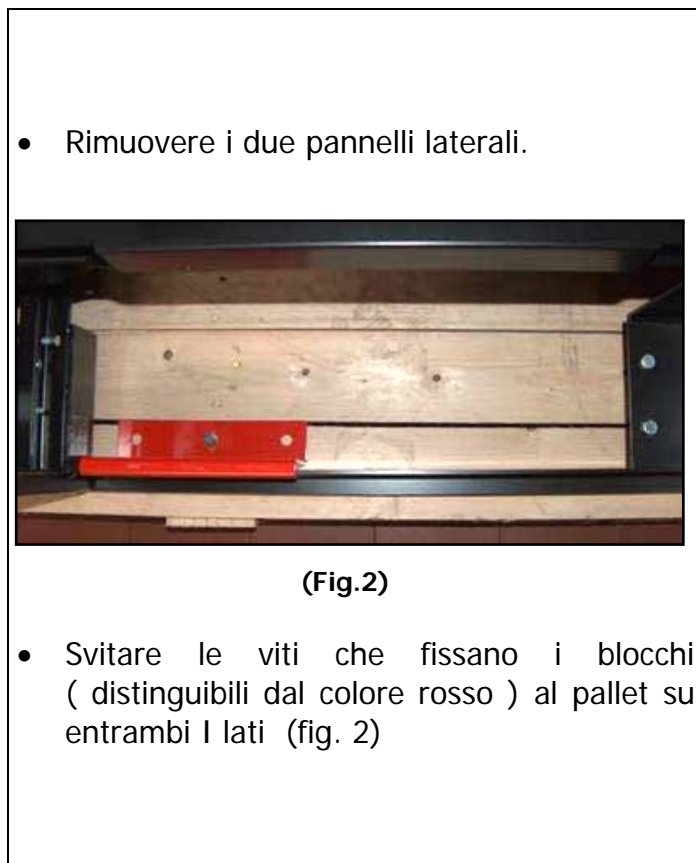 • Rimuovere i due pannelli laterali.
(Fig.2)
• Svitare le viti che fissano i blocchi
( distinguibili dal colore rosso ) al pallet su
entrambi I lati (fig. 2)